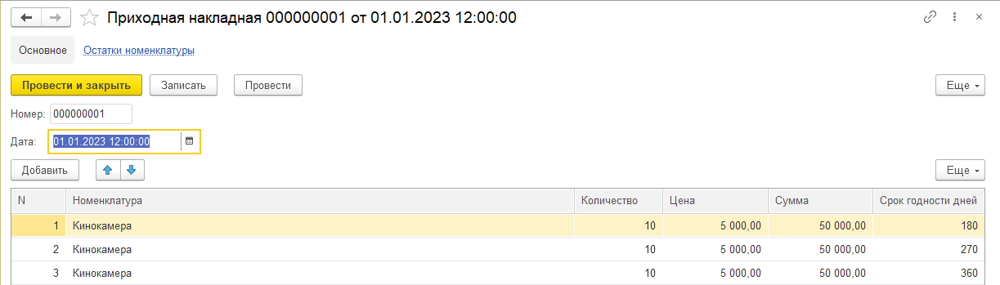 Приходная накладная 000000001 от 01.01.2023 12:00:00
Основное Остатки номенклатуры
Провести и закрыть Записать Провести Еще
Номер: 000000001
Дата: 01.01.2023 12:00:00
Добавить Еще
N Номенклатура Количество Цена Сумма Срок годности дней
1 Кинокамера 10 5 000,00 50 000,00 180
2 Кинокамера 10 5 000,00 50 000,00 270
3 Кинокамера 10 5 000,00 50 000,00 360